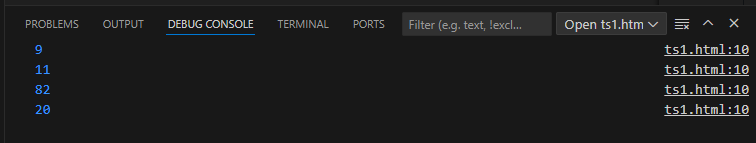 PROBLEMS OUTPUT DEBUG CONSOLE TERMINAL PORTS Filter (e.g. text, !excl... Open ts1.htm
9 ts1.html:10
11 ts1.html:10
82 ts1.html:10
20 ts1.html:10